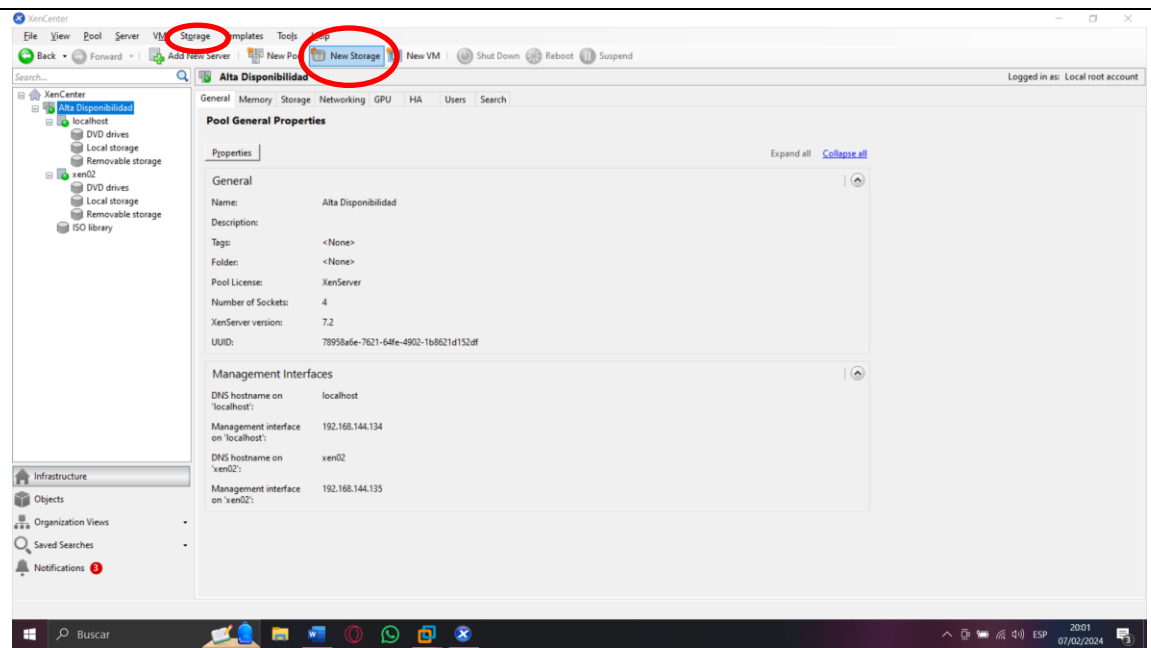 XenCenter
File View Pool Server VM Storage Templates Tools Help
Back Forward Add New Server New Pool New Storage New VM Shut Down Reboot Suspend
Search...
Alta Disponibilidad
Logged in as: Local root account
XenCenter
Alta Disponibilidad
localhost
DVD drives
Local storage
Removable storage
xen02
DVD drives
Local storage
Removable storage
ISO library
General Memory Storage Networking GPU HA Users Search
Pool General Properties
Properties
Expand all Collapse all
General
Name: Alta Disponibilidad
Description:
Tags: <None>
Folder: <None>
Pool License: XenServer
Number of Sockets: 4
XenServer version: 7.2
UUID: 78958a6e-7621-64fe-4902-1b8621d152df
Management Interfaces
DNS hostname on localhost
'localhost':
Management interface 192.168.144.134
on 'localhost':
DNS hostname on xen02
'xen02':
Management interface 192.168.144.135
on 'xen02':
Infrastructure
Objects
Organization Views
Saved Searches
Notifications 3
Buscar
ESP
20:01
07/02/2024
3